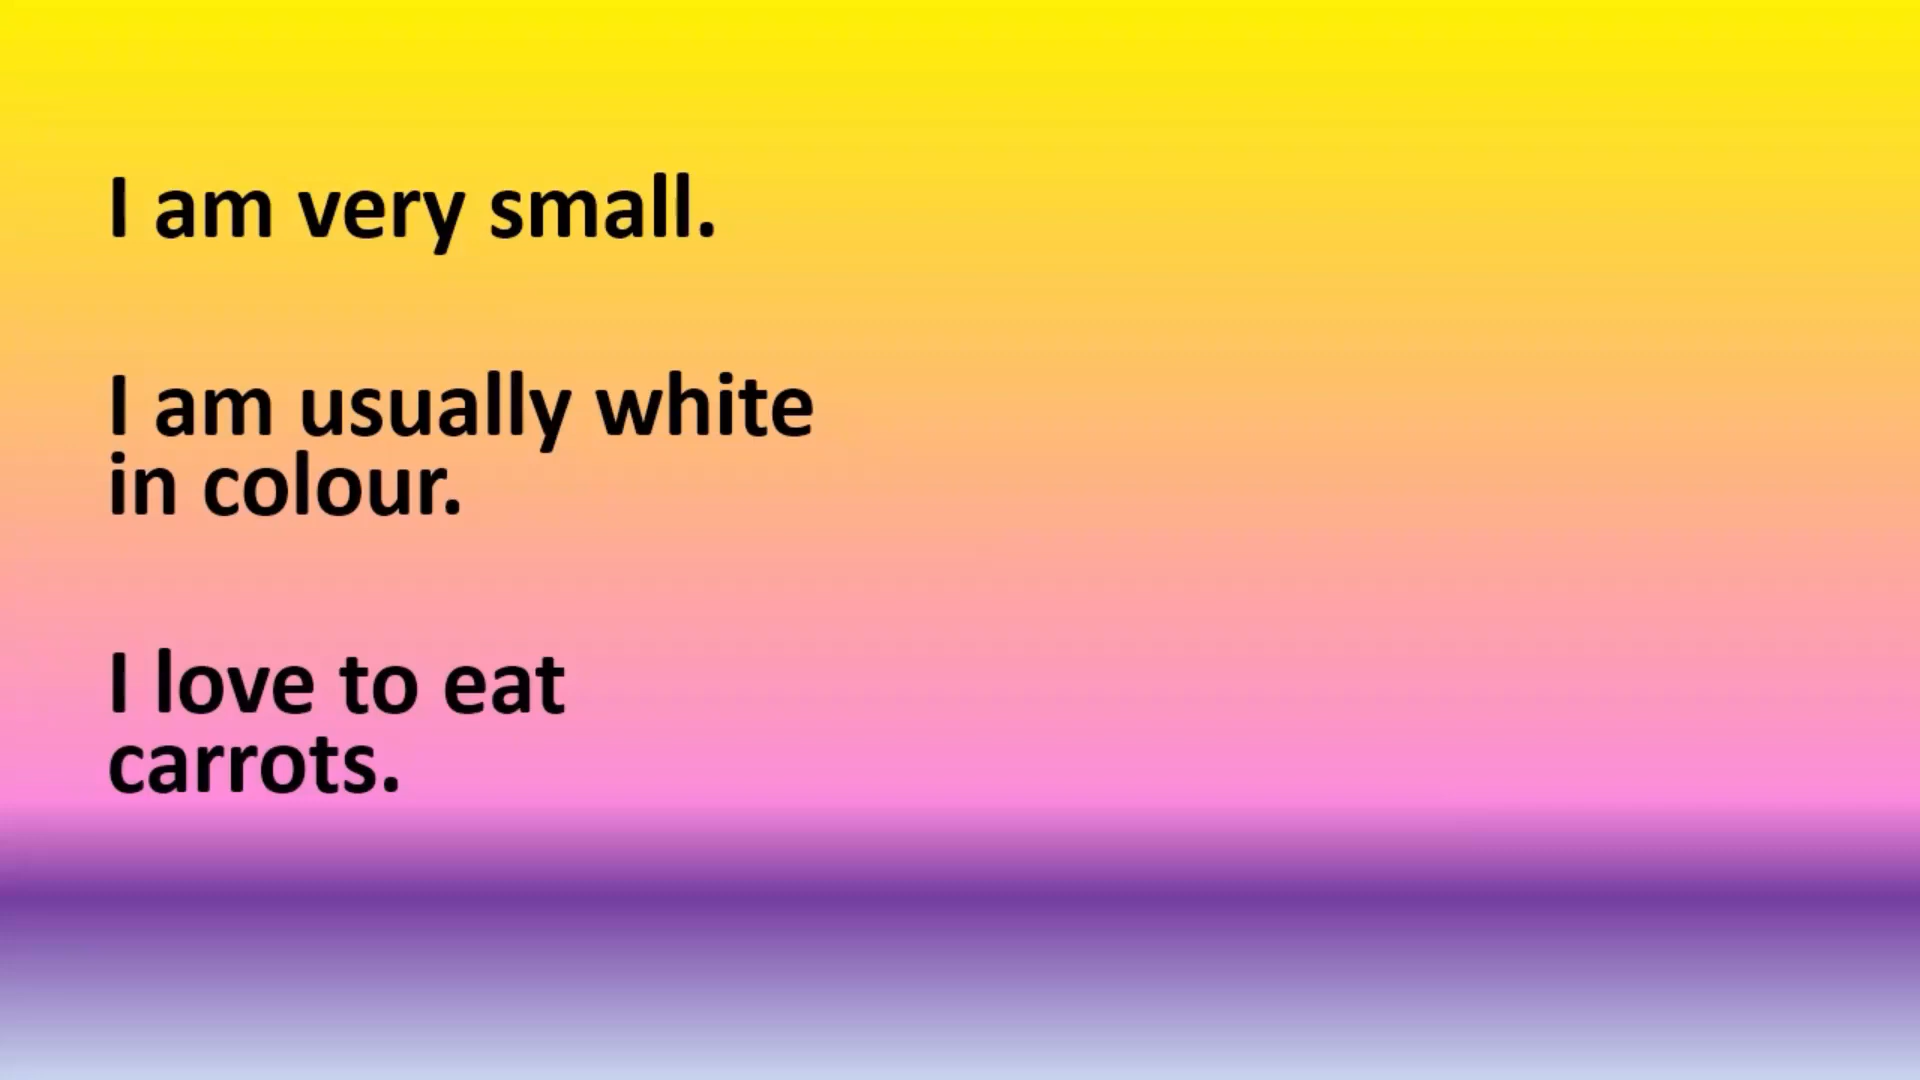 I am very small.
I am usually white
in colour.
I love to eat
carrots.